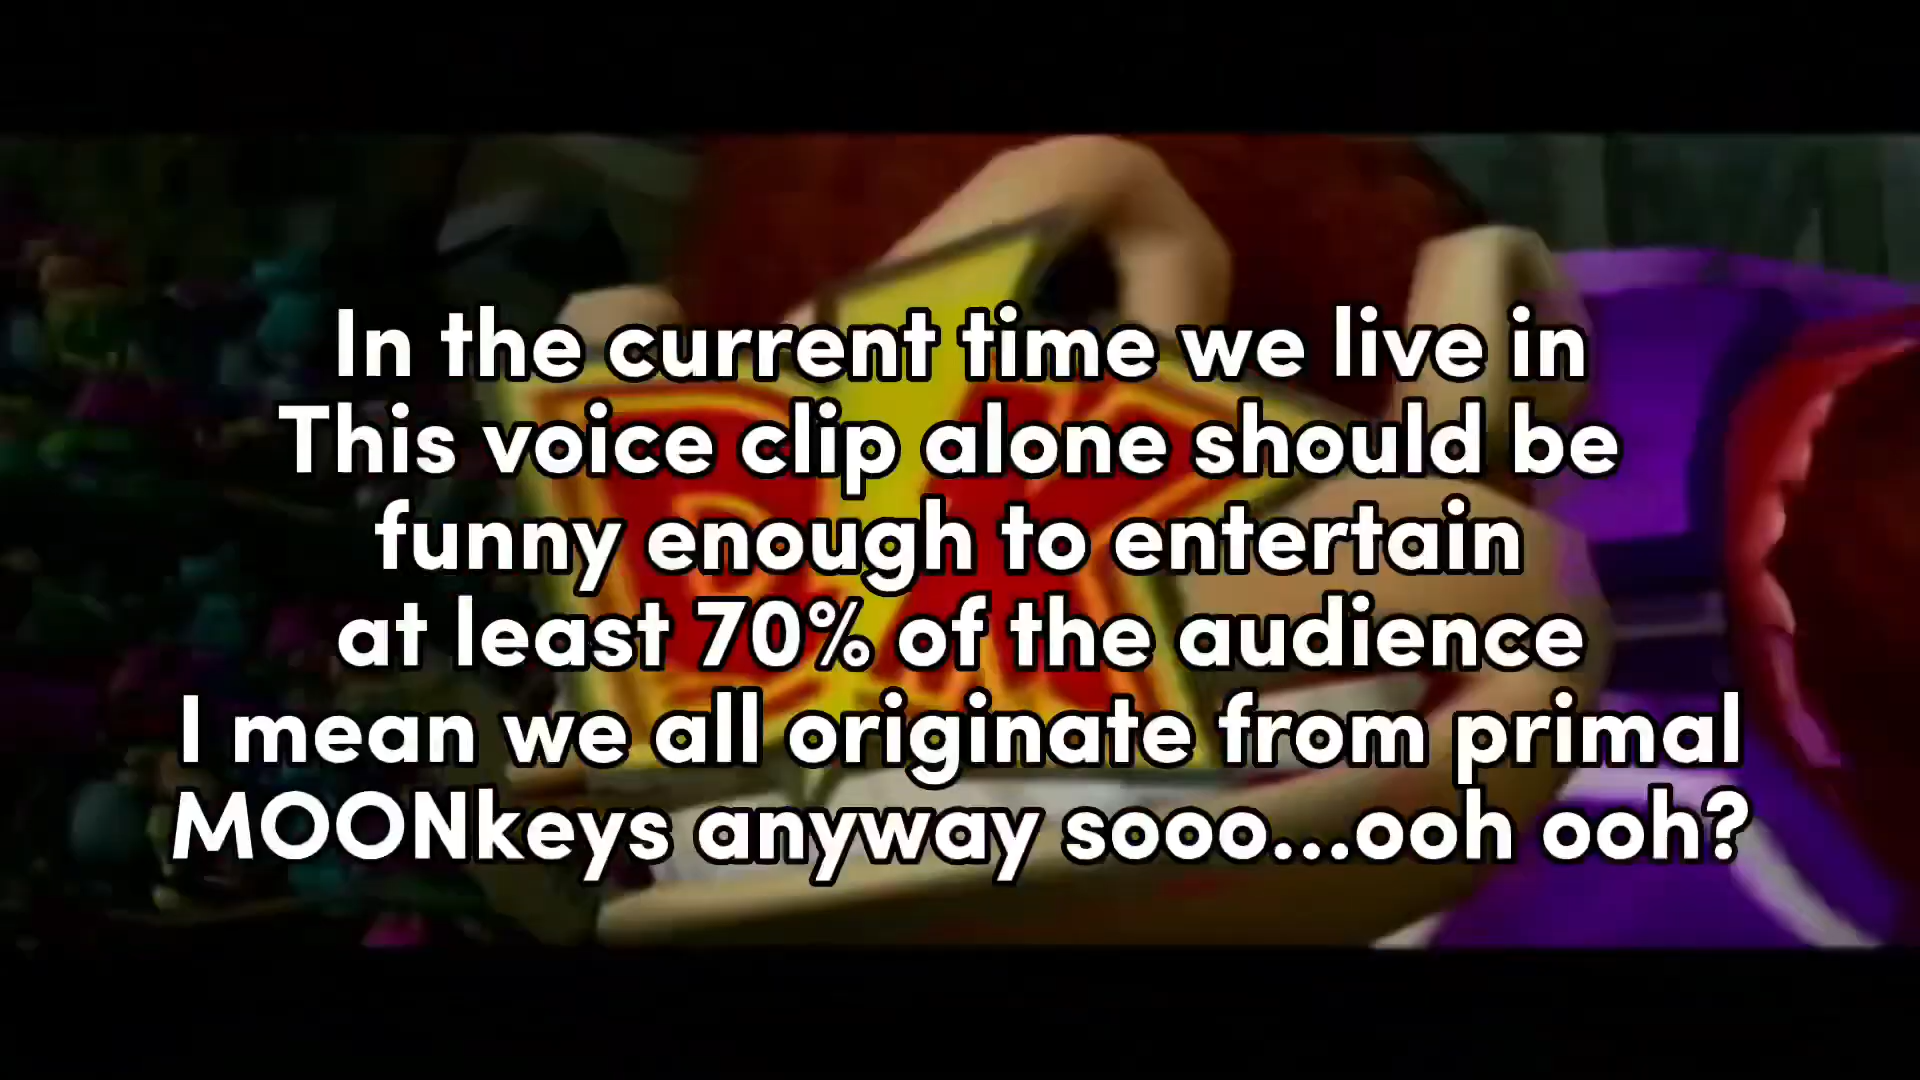 In the current time we live in
This voice clip alone should be
funny enough to entertain
at least 70% of the audience
I mean we all originate from primal
MOONkeys anyway sooo...ooh ooh?
DK